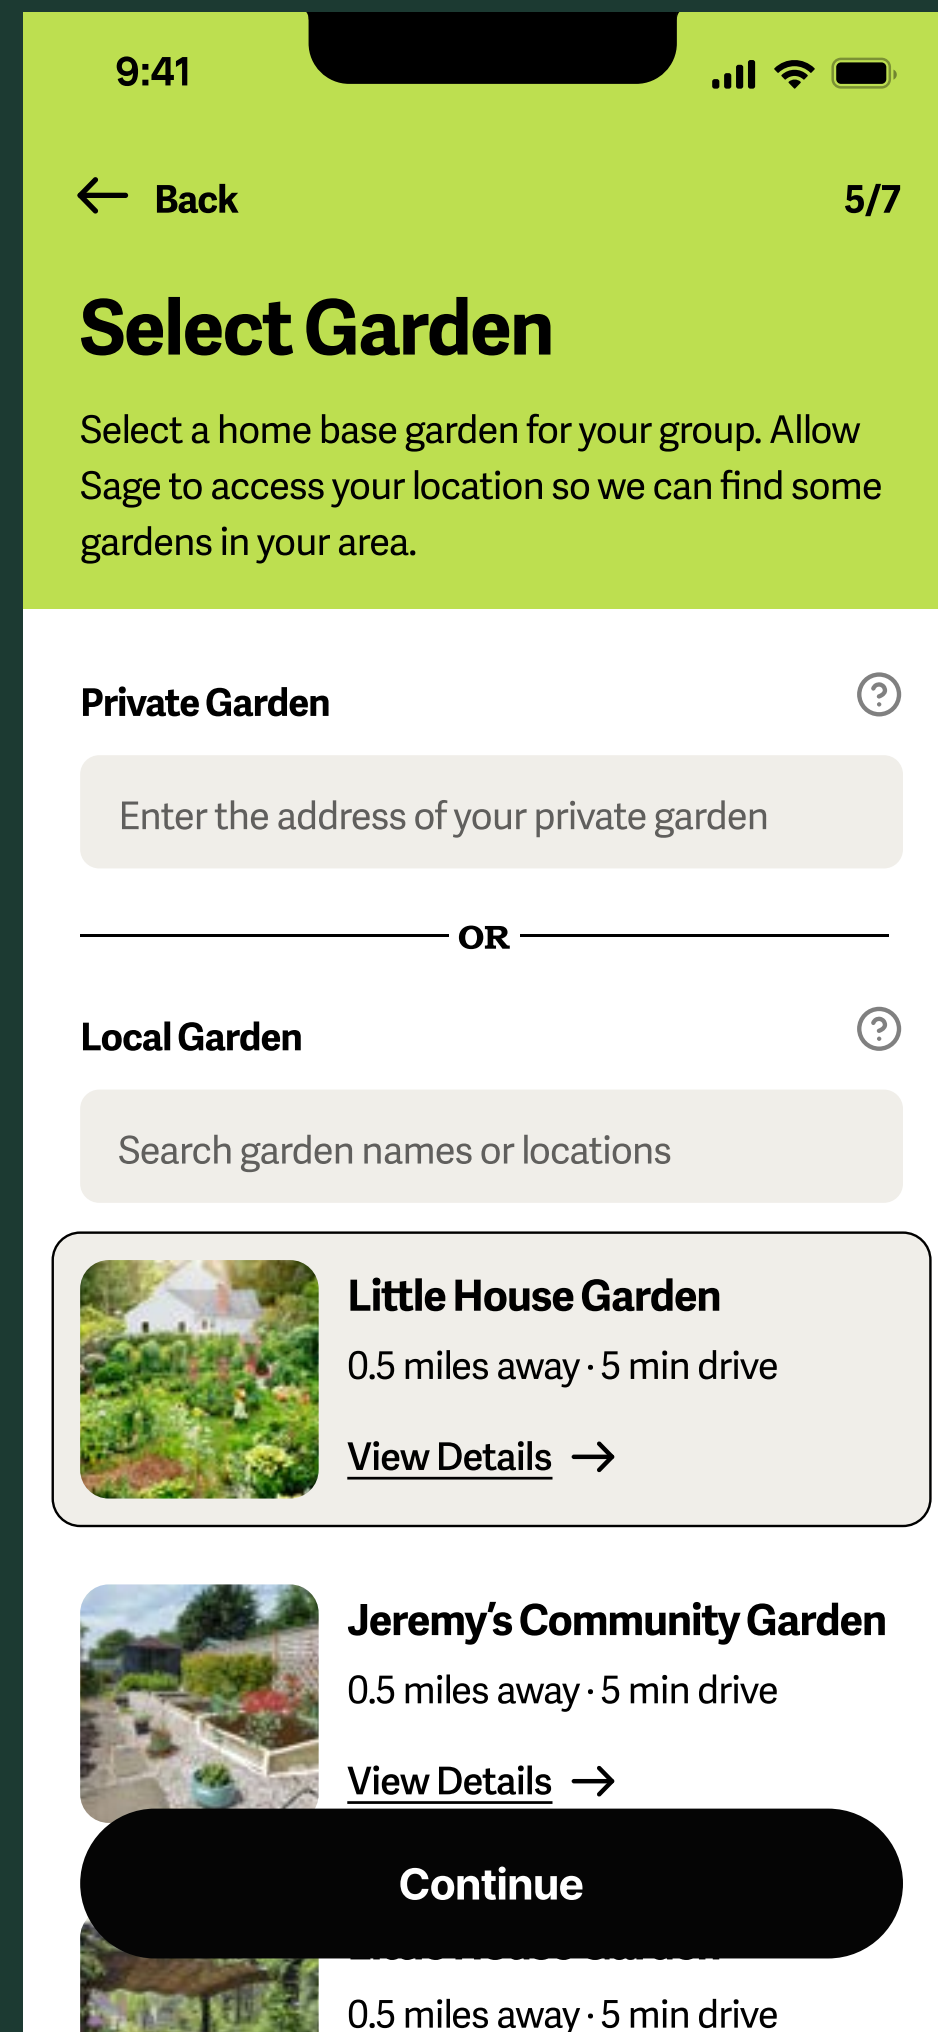 9:41
Back
5/7
Select Garden
Select a home base garden for your group. Allow
Sage to access your location so we can find some
gardens in your area.
Private Garden
Enter the address of your private garden
OR
Local Garden
Search garden names or locations
Little House Garden
0.5 miles away · 5 min drive
View Details
Jeremy’s Community Garden
0.5 miles away · 5 min drive
View Details
Continue
0.5 miles away · 5 min drive